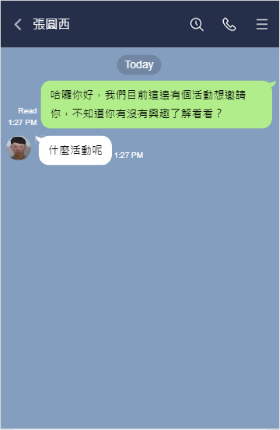 張圓西
Today
哈囉你好，我們目前這邊有個活動想邀請
你，不知道你有沒有興趣了解看看？
Read
1:27 PM
什麼活動呢
1:27 PM